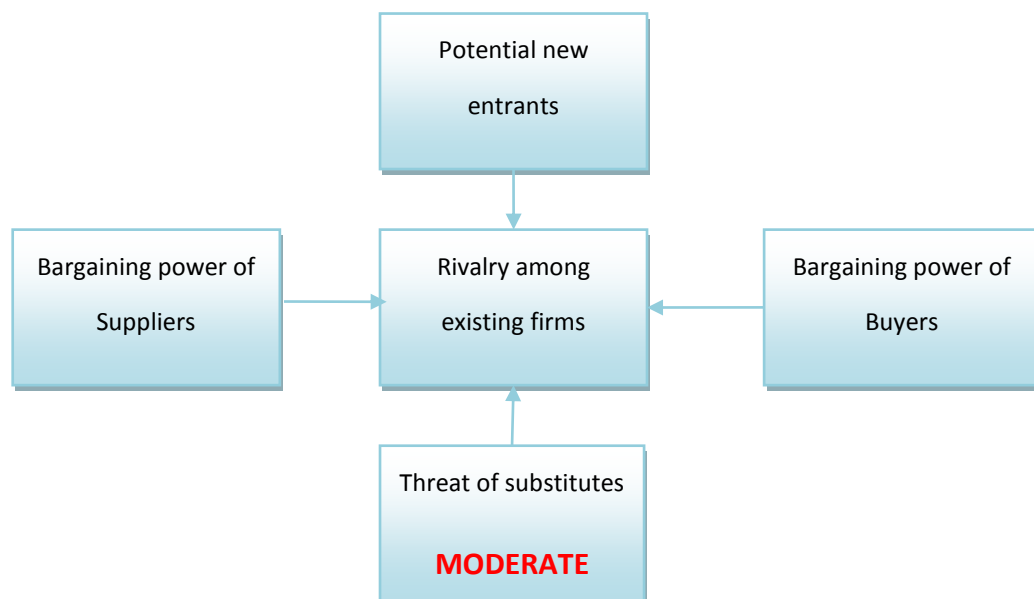 Potential new
entrants
Bargaining power of
Suppliers
Rivalry among
existing firms
Bargaining power of
Buyers
Threat of substitutes
MODERATE